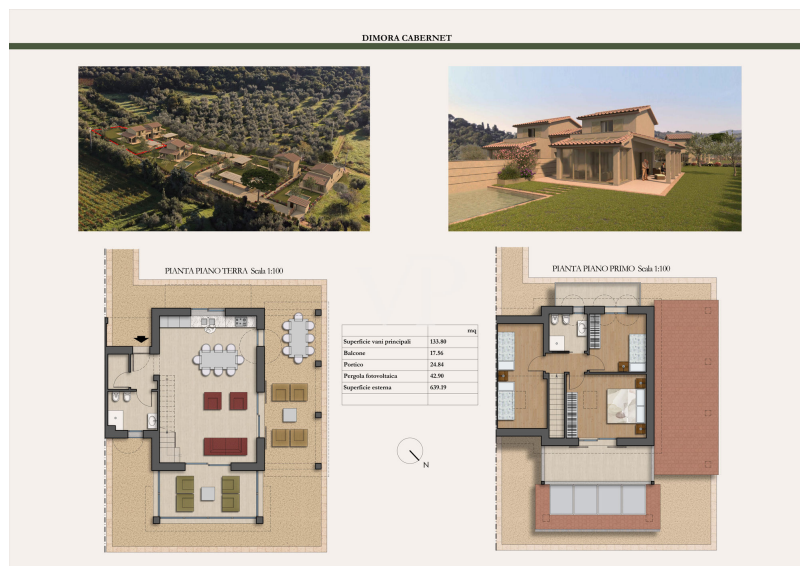 DIMORA CABERNET
PIANTA PIANO TERRA Scala 1:100
PIANTA PIANO PRIMO Scala 1:100
mq
Superficie vani principali 133.80
Balcone 17.56
Portico 24.84
Pergola fotovoltaica 42.90
Superficie esterna 639.19
N